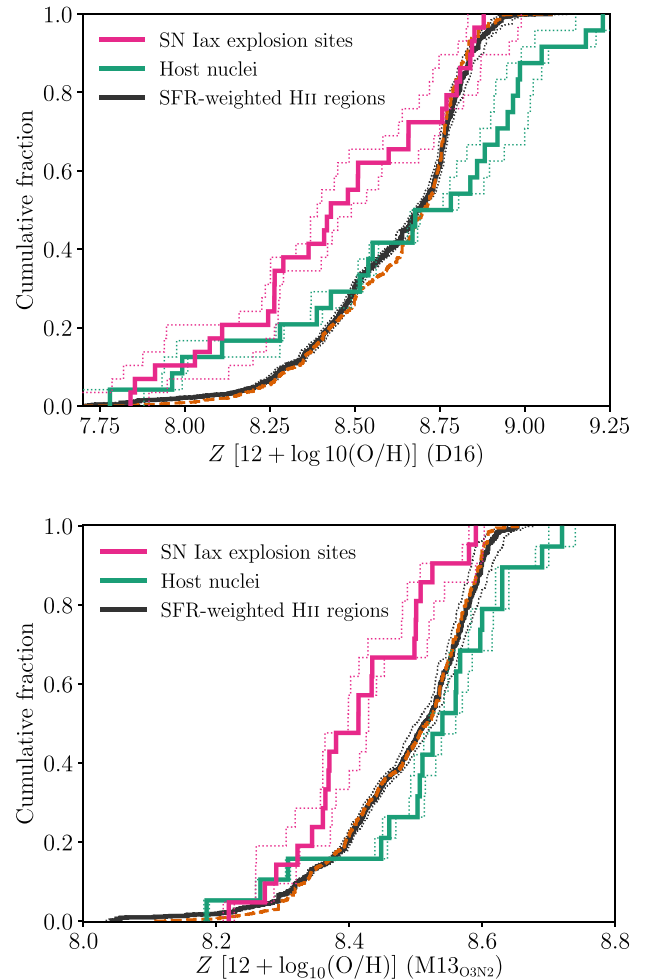 1.0
0.8
0.6
0.4
0.2
0.0
Cumulative fraction
SN Iax explosion sites
Host nuclei
SFR-weighted HII regions
7.75 8.00 8.25 8.50 8.75 9.00 9.25
Z [12 + log 10(O/H)] (D16)
1.0
0.8
0.6
0.4
0.2
0.0
Cumulative fraction
SN Iax explosion sites
Host nuclei
SFR-weighted HII regions
8.0 8.2 8.4 8.6 8.8
Z [12 + log₁₀(O/H)] (M13O3N2)